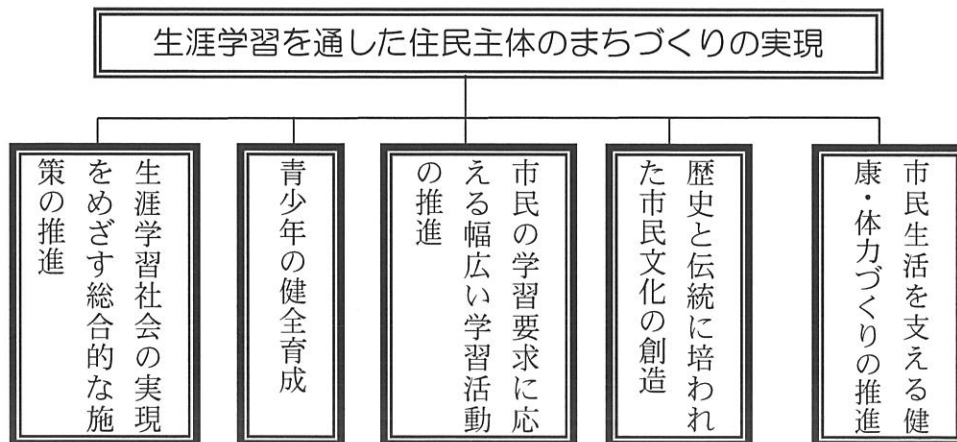 生涯学習を通した住民主体のまちづくりの実現
生涯学習社会の実現
をめざす総合的な施
策の推進
青少年の健全育成
市民の学習要求に応
える幅広い学習活動
の推進
歴史と伝統に培われ
た市民文化の創造
市民生活を支える健
康・体力づくりの推進